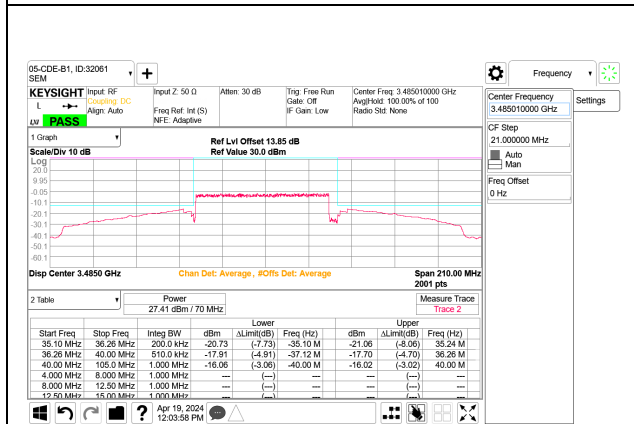 05-CDE-B1, ID:32061
SEM
Frequency
KEYSIGHT Input: RF Input Z: 50 Ω Atten: 30 dB Trig: Free Run Center Freq: 3.485010000 GHz
L Coupling: DC Gate: Off Avg|Hold: 100.00% of 100
Align: Auto Freq Ref: Int (S) IF Gain: Low Radio Std: None
LXI PASS NFE: Adaptive
Center Frequency
3.485010000 GHz
Settings
CF Step
21.000000 MHz
Auto
Man
Freq Offset
0 Hz
1 Graph
Ref Lvl Offset 13.85 dB
Scale/Div 10 dB Ref Value 30.0 dBm
Log
20.0
9.95
-0.05
-10.1
-20.1
-30.1
-40.1
-50.1
-60.1
Disp Center 3.4850 GHz Chan Det: Average, #Offs Det: Average Span 210.00 MHz
2001 pts
2 Table Power Measure Trace
27.41 dBm / 70 MHz Trace 2
Lower Upper
Start Freq Stop Freq Integ BW dBm ΔLimit(dB) Freq (Hz) dBm ΔLimit(dB) Freq (Hz)
35.10 MHz 36.26 MHz 200.0 kHz -20.73 (-7.73) -35.10 M -21.06 (-8.06) 35.24 M
36.26 MHz 40.00 MHz 510.0 kHz -17.91 (-4.91) -37.12 M -17.70 (-4.70) 36.26 M
40.00 MHz 105.0 MHz 1.000 MHz -16.06 (-3.06) -40.00 M -16.02 (-3.02) 40.00 M
4.000 MHz 8.000 MHz 1.000 MHz --- (---) --- (---)
8.000 MHz 12.50 MHz 1.000 MHz --- (---) --- (---)
12.50 MHz 15.00 MHz 1.000 MHz --- (---) --- (---)
Apr 19, 2024
12:03:58 PM